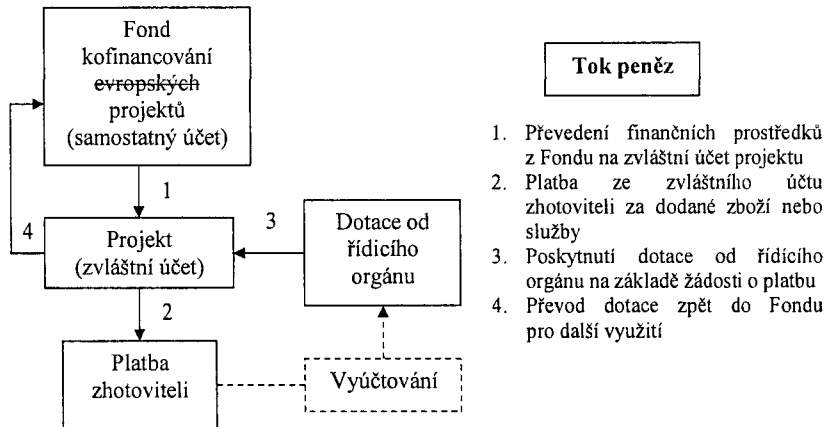 Fond
kofinancování
evropských
projektů
(samostatný účet)
Tok peněz
1. Převedení finančních prostředků
z Fondu na zvláštní účet projektu
2. Platba ze zvláštního účtu
zhotoviteli za dodané zboží nebo
služby
3. Poskytnutí dotace od řídícího
orgánu na základě žádosti o platbu
4. Převod dotace zpět do Fondu
pro další využití
1
4
Projekt
(zvláštní účet)
3
Dotace od
řídicího
orgánu
2
Platba
zhotoviteli
Vyúčtování